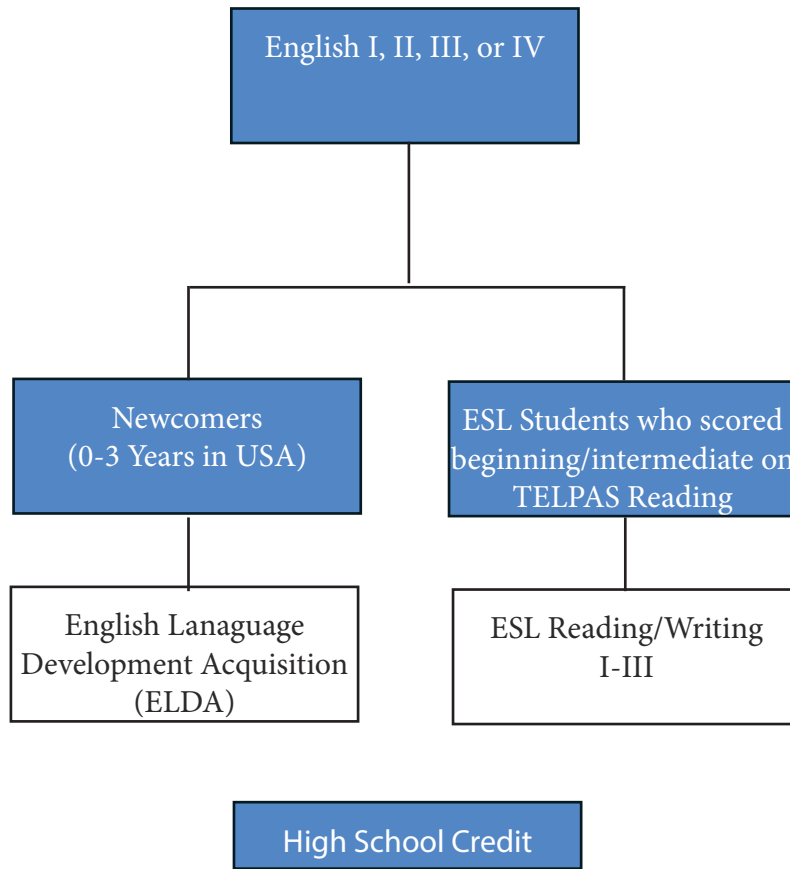 English I, II, III, or IV
Newcomers
(0-3 Years in USA)
ESL Students who scored
beginning/intermediate on
TELPAS Reading
English Lanaguage
Development Acquisition
(ELDA)
ESL Reading/Writing
I-III
High School Credit